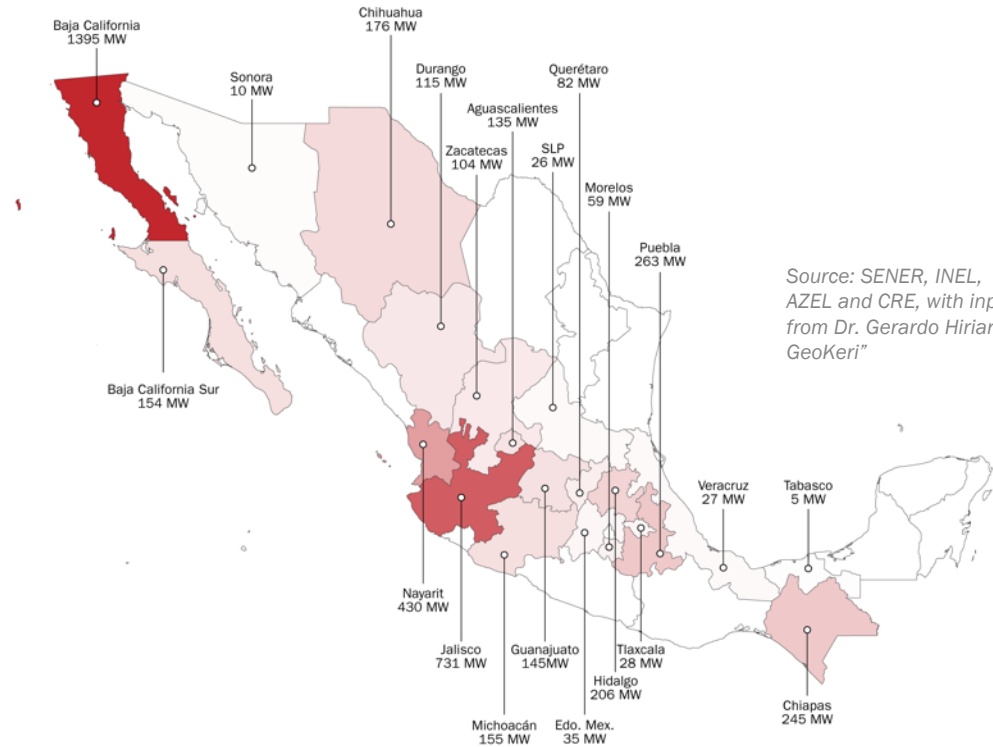 Chihuahua
176 MW
Baja California
1395 MW
Sonora
10 MW
Durango
115 MW
Querétaro
82 MW
Aguascalientes
135 MW
Zacatecas
104 MW
SLP
26 MW
Morelos
59 MW
Puebla
263 MW
Source: SENER, INEL,
AZEL and CRE, with
from Dr. Gerardo
GeoKeri”
Baja California Sur
154 MW
Veracruz
27 MW
Tabasco
5 MW
Nayarit
430 MW
Jalisco
731 MW
Guanajuato
145MW
Tlaxcala
28 MW
Hidalgo
206 MW
Michoacán
155 MW
Edo. Mex.
35 MW
Chiapas
245 MW